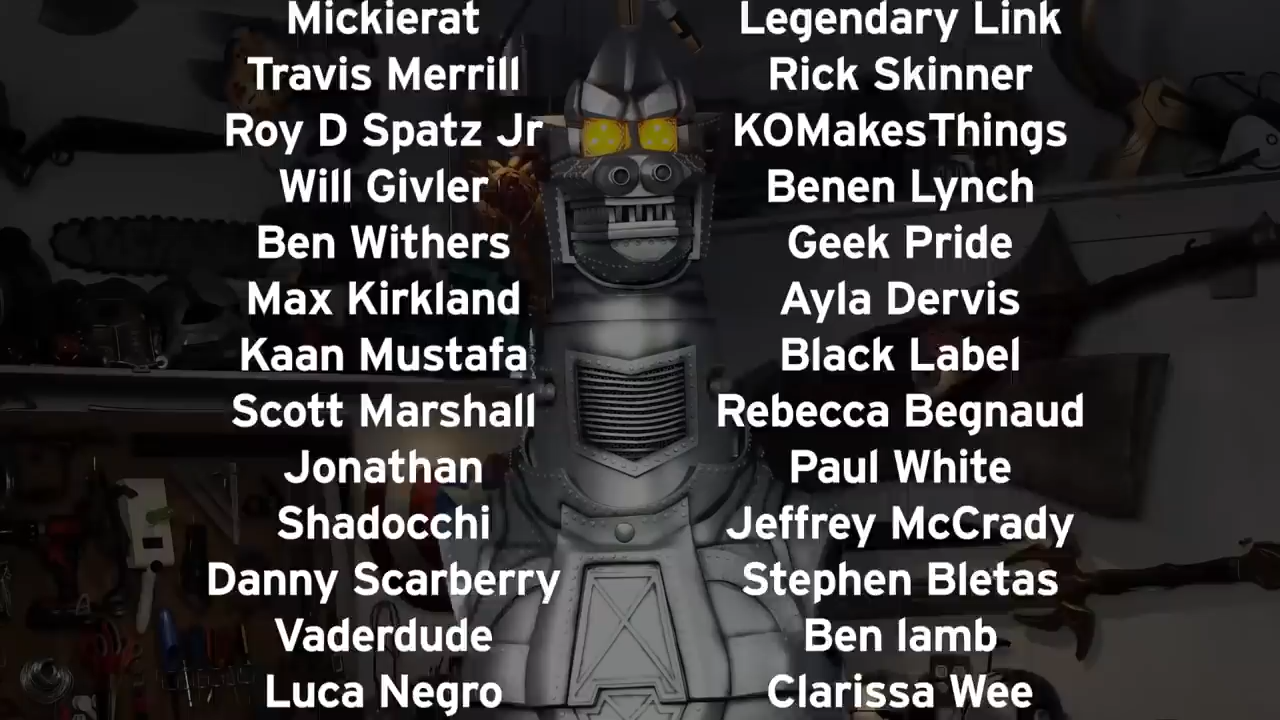 Mickierat
Travis Merrill
Roy D Spatz Jr
Will Givler
Ben Withers
Max Kirkland
Kaan Mustafa
Scott Marshall
Jonathan
Shadocchi
Danny Scarberry
Vaderdude
Luca Negro
Legendary Link
Rick Skinner
KOMakesThings
Benen Lynch
Geek Pride
Ayla Dervis
Black Label
Rebecca Begnaud
Paul White
Jeffrey McCrady
Stephen Bletas
Ben lamb
Clarissa Wee